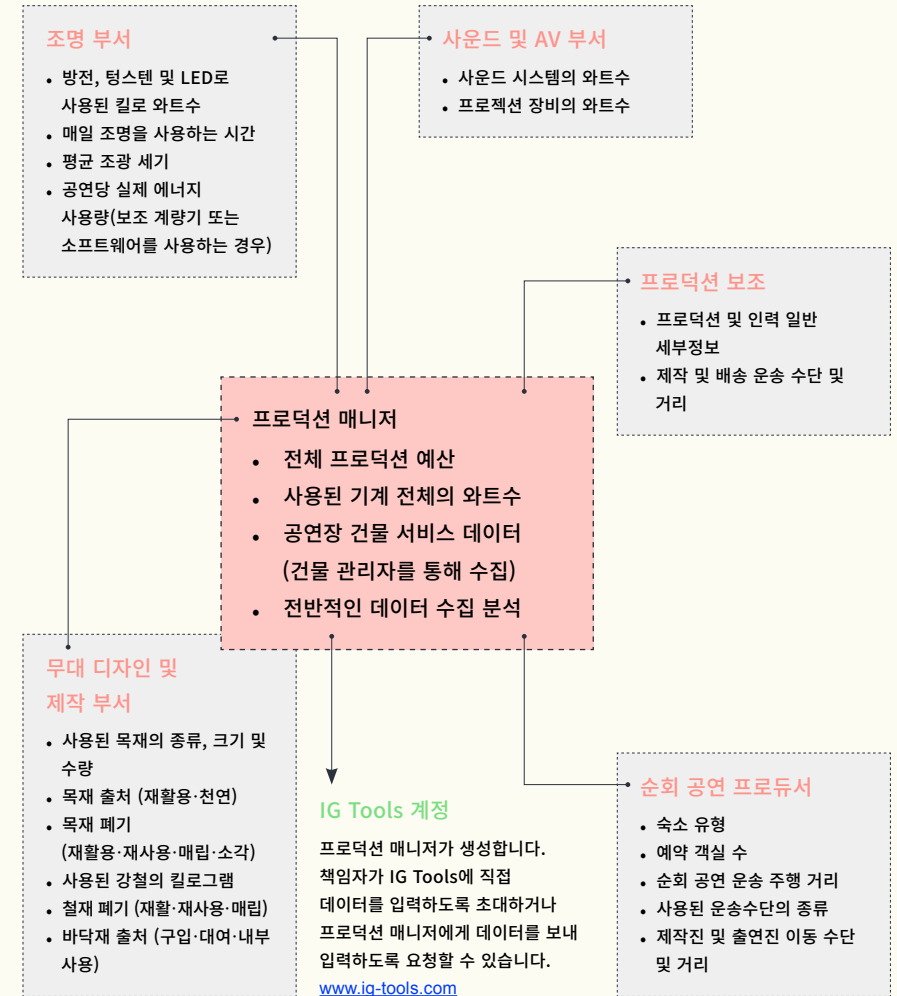 조명 부서
• 방전, 텅스텐 및 LED로
사용된 킬로 와트수
• 매일 조명을 사용하는 시간
• 평균 조광 세기
• 공연당 실제 에너지
사용량(보조 계량기 또는
소프트웨어를 사용하는 경우)
사운드 및 AV 부서
• 사운드 시스템의 와트수
• 프로젝션 장비의 와트수
프로덕션 보조
• 프로덕션 및 인력 일반
세부정보
• 제작 및 배송 운송 수단 및
거리
프로덕션 매니저
• 전체 프로덕션 예산
• 사용된 기계 전체의 와트수
• 공연장 건물 서비스 데이터
(건물 관리자를 통해 수집)
• 전반적인 데이터 수집 분석
무대 디자인 및
제작 부서
• 사용된 목재의 종류, 크기 및
수량
• 목재 출처 (재활용·천연)
• 목재 폐기
(재활용·재사용·매립·소각)
• 사용된 강철의 킬로그램
• 철재 폐기 (재활·재사용·매립)
• 바닥재 출처 (구입·대여·내부
사용)
IG Tools 계정
프로덕션 매니저가 생성합니다.
책임자가 IG Tools에 직접
데이터를 입력하도록 초대하거나
프로덕션 매니저에게 데이터를 보내
입력하도록 요청할 수 있습니다.
www.ig-tools.com
순회 공연 프로듀서
• 숙소 유형
• 예약 객실 수
• 순회 공연 운송 주행 거리
• 사용된 운송수단의 종류
• 제작진 및 출연진 이동 수단
및 거리